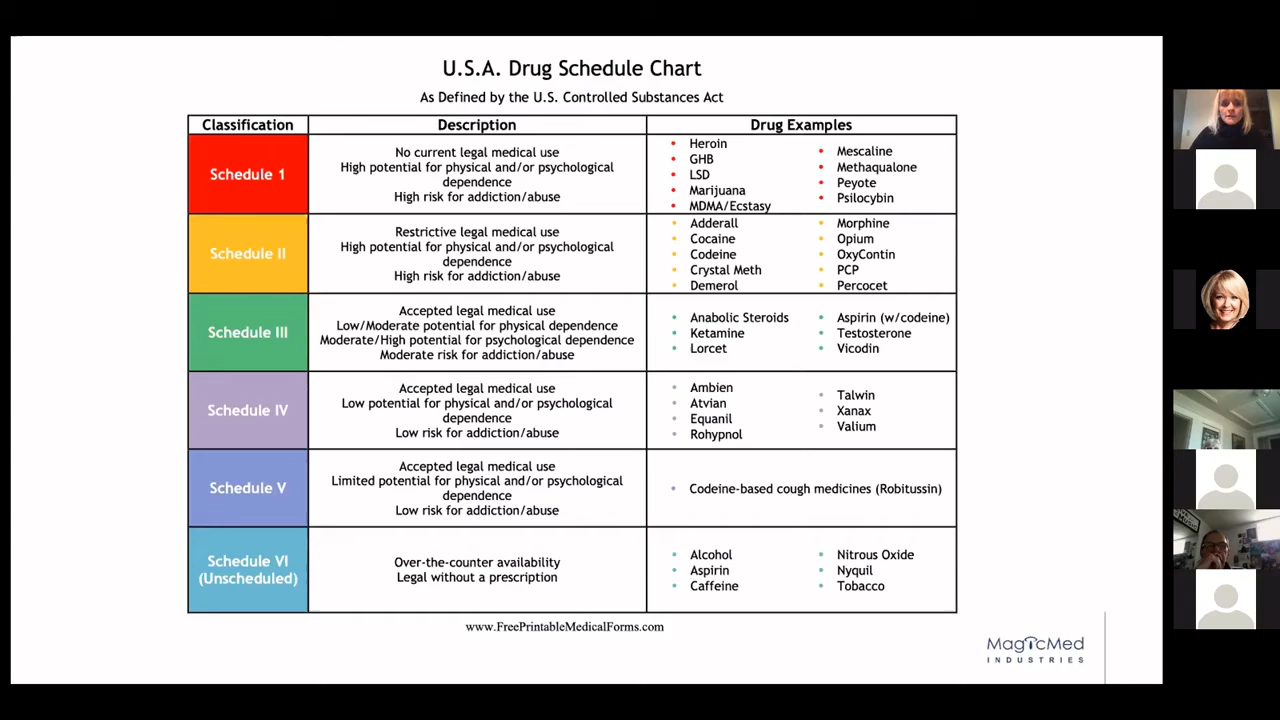 U.S.A. Drug Schedule Chart
As Defined by the U.S. Controlled Substances Act
Classification
Description
Drug Examples
Schedule 1
No current legal medical use
High potential for physical and/or psychological
dependence
High risk for addiction/abuse
Heroin
GHB
LSD
Marijuana
MDMA/Ecstasy
Mescaline
Methaqualone
Peyote
Psilocybin
Schedule II
Restrictive legal medical use
High potential for physical and/or psychological
dependence
High risk for addiction/abuse
Adderall
Cocaine
Codeine
Crystal Meth
Demerol
Morphine
Opium
OxyContin
PCP
Percocet
Schedule III
Accepted legal medical use
Low/Moderate potential for physical dependence
Moderate/High potential for psychological dependence
Moderate risk for addiction/abuse
Anabolic Steroids
Ketamine
Lorcet
Aspirin (w/codeine)
Testosterone
Vicodin
Schedule IV
Accepted legal medical use
Low potential for physical and/or psychological
dependence
Low risk for addiction/abuse
Ambien
Atvian
Equanil
Rohypnol
Talwin
Xanax
Valium
Schedule V
Accepted legal medical use
Limited potential for physical and/or psychological
dependence
Low risk for addiction/abuse
Codeine-based cough medicines (Robitussin)
Schedule VI
(Unscheduled)
Over-the-counter availability
Legal without a prescription
Alcohol
Aspirin
Caffeine
Nitrous Oxide
Nyquil
Tobacco
www.FreePrintableMedicalForms.com
MagicMed
INDUSTRIES